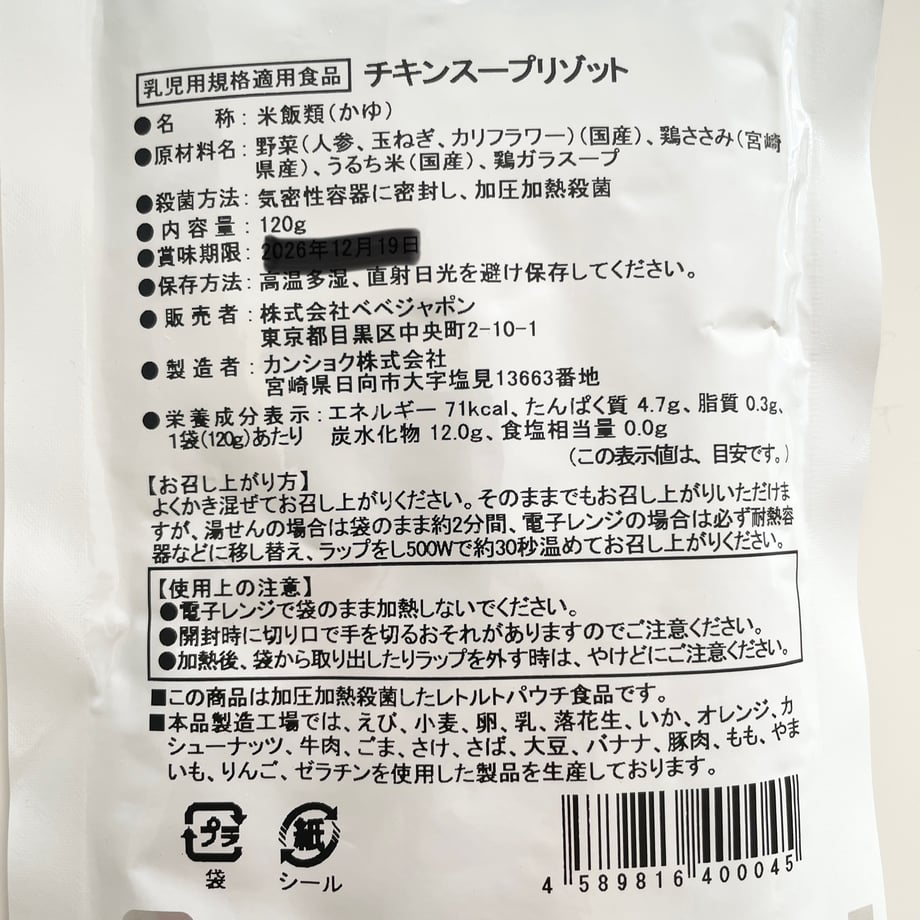 乳児用規格適用食品 チキンスープリゾット
●名 称：米飯類（かゆ）
●原材料名：野菜（人参、玉ねぎ、カリフラワー）（国産）、鶏ささみ（宮崎
県産）、うるち米（国産）、鶏ガラスープ
●殺菌方法：気密性容器に密封し、加圧加熱殺菌
●内容量：120g
●賞味期限：2026年12月19日
●保存方法：高温多湿、直射日光を避け保存してください。
●販売者：株式会社ベベジャポン
東京都目黒区中央町2-10-1
●製造者：カンショク株式会社
宮崎県日向市大字塩見13663番地
●栄養成分表示：エネルギー 71kcal、たんぱく質 4.7g、脂質 0.3g、
1袋(120g)あたり 炭水化物 12.0g、食塩相当量 0.0g
（この表示値は、目安です。）
【お召し上がり方】
よくかき混ぜてお召し上がりください。そのままでもお召し上がりいただけま
すが、湯せんの場合は袋のまま約2分間、電子レンジの場合は必ず耐熱容
器などに移し替え、ラップをし500Wで約30秒温めてお召し上がりください。
【使用上の注意】
●電子レンジで袋のまま加熱しないでください。
●開封時に切り口で手を切るおそれがありますのでご注意ください。
●加熱後、袋から取り出したりラップを外す時は、やけどにご注意ください。
■この商品は加圧加熱殺菌したレトルトパウチ食品です。
■本品製造工場では、えび、小麦、卵、乳、落花生、いか、オレンジ、カ
シューナッツ、牛肉、ごま、さけ、さば、大豆、バナナ、豚肉、もも、やま
いも、りんご、ゼラチンを使用した製品を生産しております。
プラ 紙
袋 シール
4 589816 400045